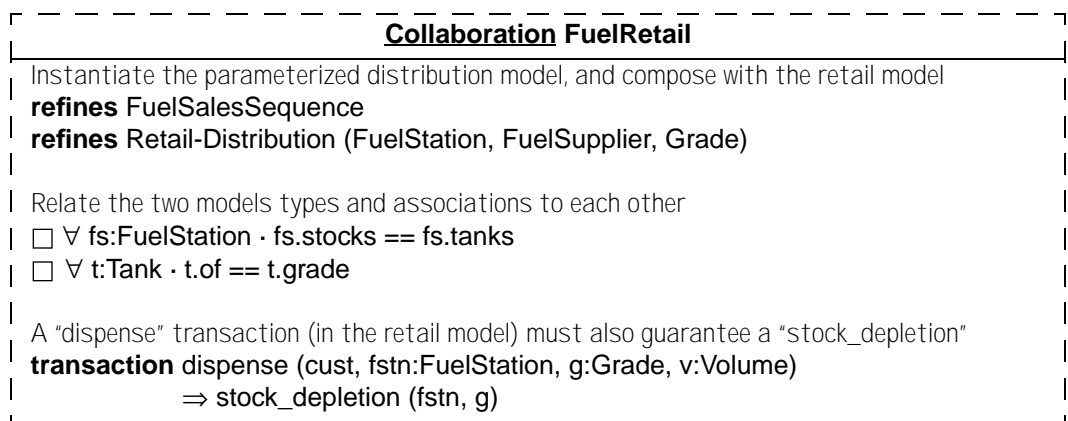 Collaboration FuelRetail
Instantiate the parameterized distribution model, and compose with the retail model
refines FuelSalesSequence
refines Retail-Distribution (FuelStation, FuelSupplier, Grade)
Relate the two models types and associations to each other
□ ∀ fs:FuelStation · fs.stocks == fs.tanks
□ ∀ t:Tank · t.of == t.grade
A “dispense” transaction (in the retail model) must also guarantee a “stock_depletion”
transaction dispense (cust, fstn:FuelStation, g:Grade, v:Volume)
⇒ stock_depletion (fstn, g)